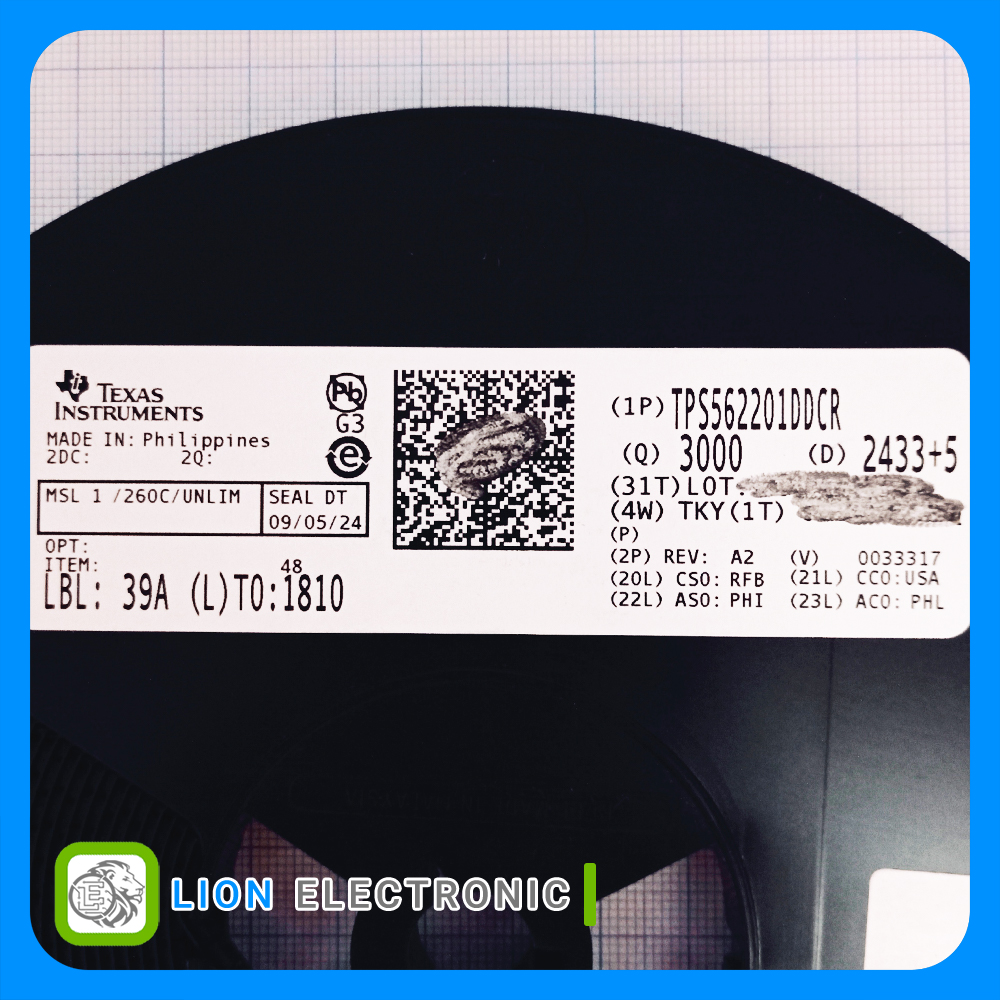 TEXAS
INSTRUMENTS
MADE IN: Philippines
2DC: 2Q:
MSL 1 /260C/UNLIM
SEAL DT
09/05/24
OPT:
ITEM: 48
LBL: 39A (L)TO:1810
Pb
G3
e
(1P) TPS562201DDCR
(Q) 3000 (D) 2433+5
(31T)LOT:
(4W) TKY(1T)
(P)
(2P) REV: A2 (V) 0033317
(20L) CSO: RFB (21L) CCO:USA
(22L) ASO: PHI (23L) ACO: PHL
LION ELECTRONIC